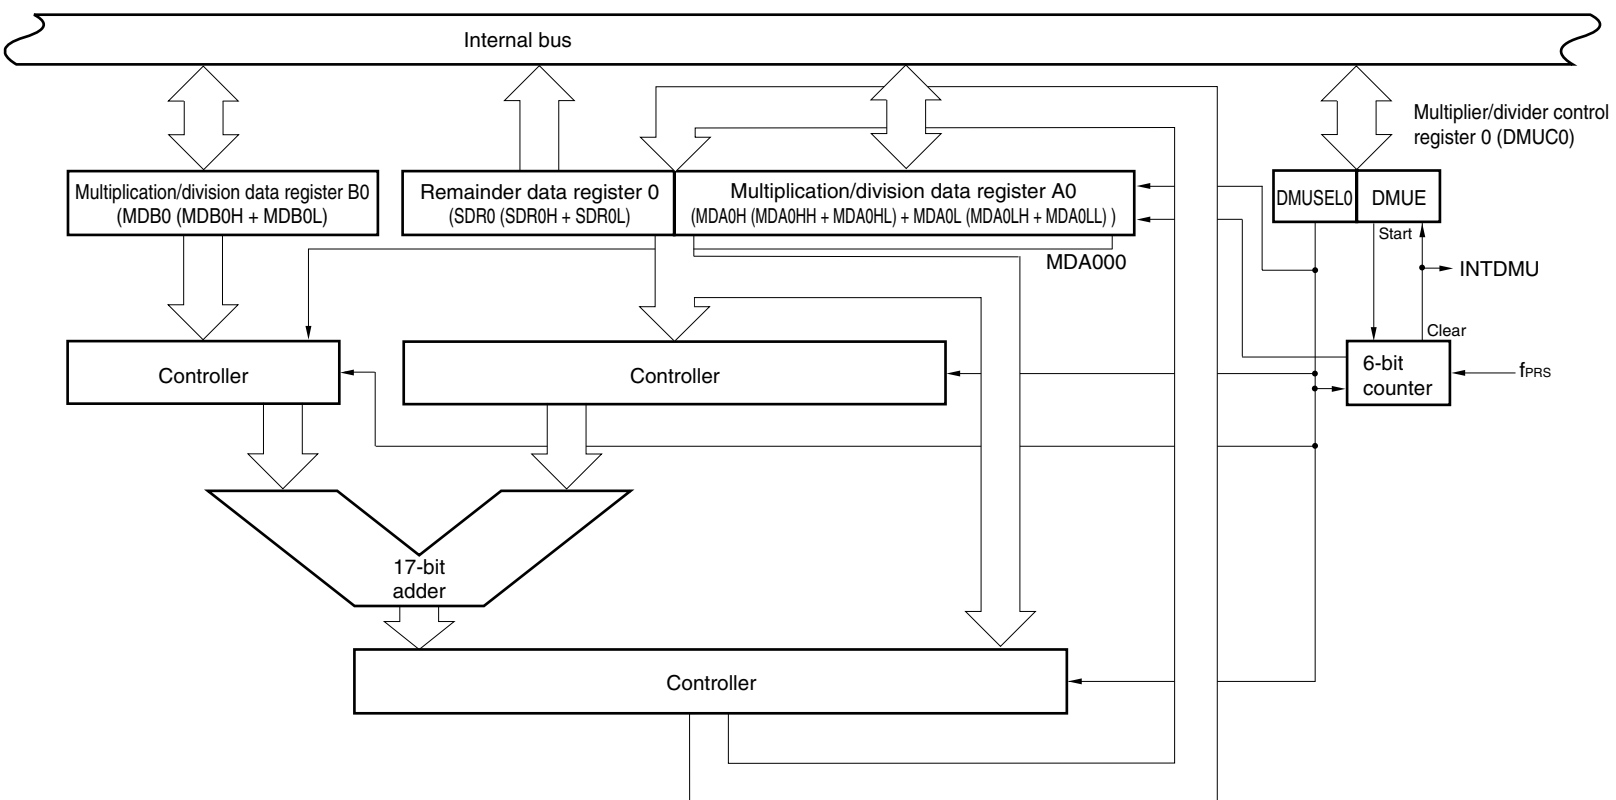 Internal bus
Multiplier/divider control
register 0 (DMUC0)
Multiplication/division data register B0
(MDB0 (MDB0H + MDB0L)
Remainder data register 0
(SDR0 (SDR0H + SDR0L)
Multiplication/division data register A0
(MDA0H (MDA0HH + MDA0HL) + MDA0L (MDA0LH + MDA0LL) )
DMUSEL0
DMUE
Start
MDA000
INTDMU
Clear
Controller
Controller
6-bit
counter
fPRS
17-bit
adder
Controller